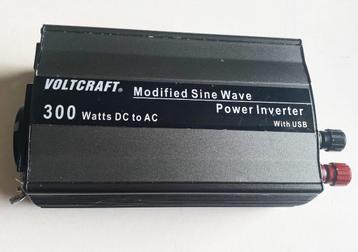 VOLTCRAFT®
Modified Sine Wave
Power Inverter
300 Watts DC to AC
With USB